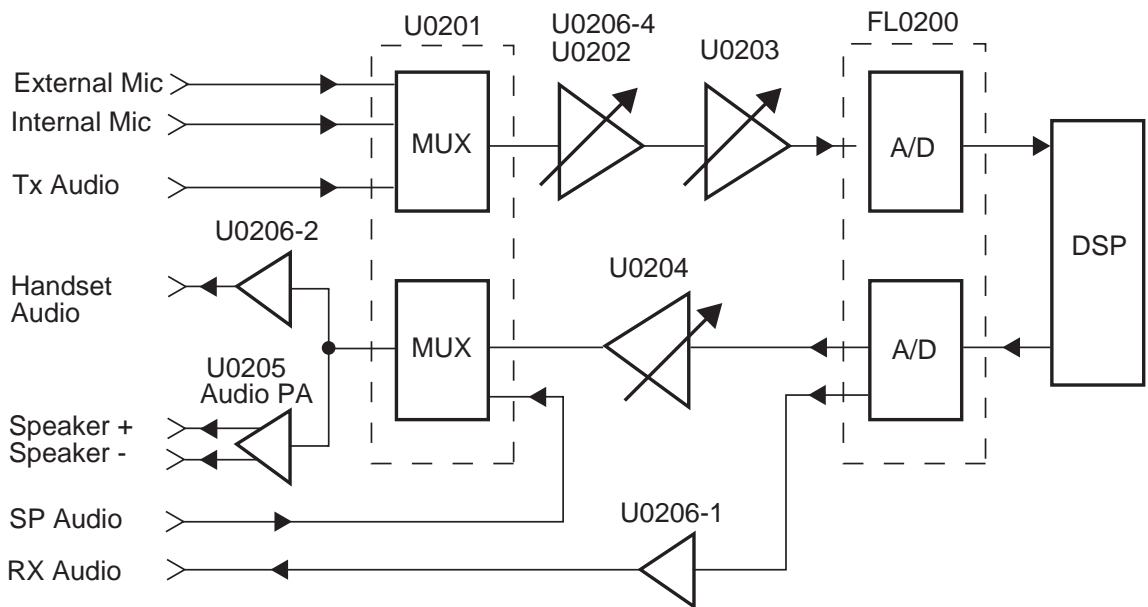 U0201
U0206-4
U0202
U0203
FL0200
External Mic
Internal Mic
Tx Audio
MUX
A/D
DSP
U0206-2
Handset
Audio
U0204
MUX
A/D
U0205
Audio PA
Speaker +
Speaker -
SP Audio
U0206-1
RX Audio